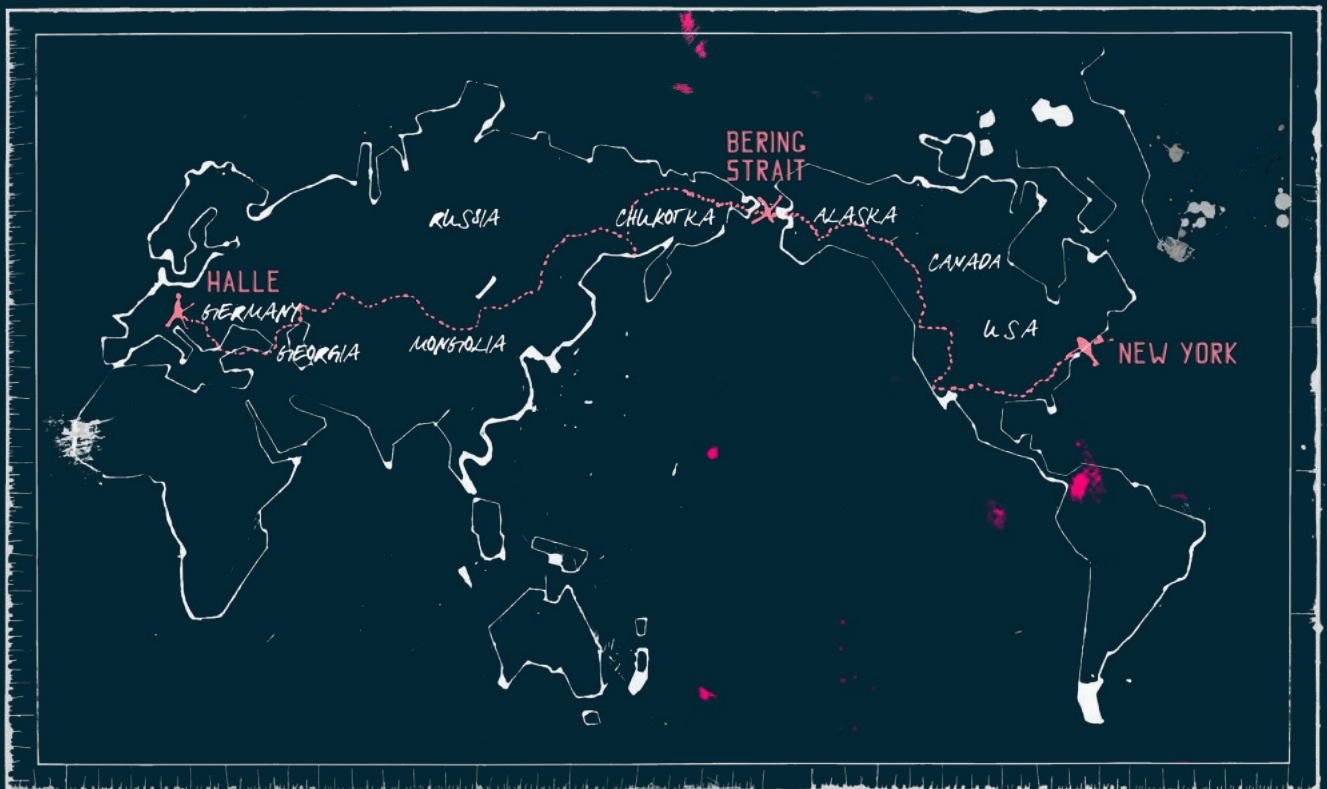 BERING
STRAIT
RUSSIA
CHUKOTKA
ALASKA
CANADA
HALLE
GERMANY
USA
GEORGIA
MONGOLIA
NEW YORK